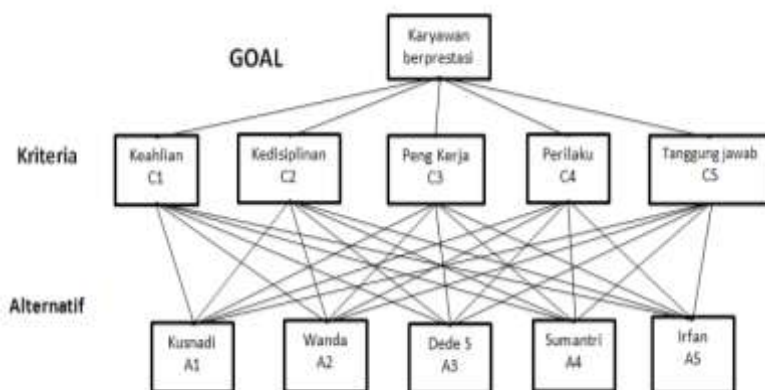 Karyawan
berprestasi
GOAL
Kriteria
Keahlian
C1
Kedisiplinan
C2
Peng Kerja
C3
Perilaku
C4
Tanggung jawab
C5
Alternatif
Kusnadi
A1
Wanda
A2
Dede S
A3
Sumantri
A4
Irfan
A5